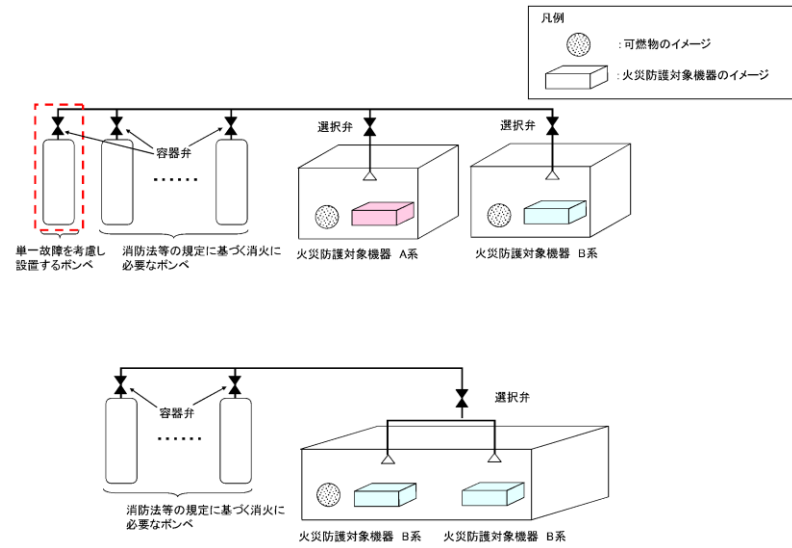 凡例
：可燃物のイメージ
：火災防護対象機器のイメージ
選択弁
選択弁
容器弁
・・・・・・
単一故障を考慮し
設置するボンベ
消防法等の規定に基づく消火に
必要なボンベ
火災防護対象機器 A系
火災防護対象機器 B系
選択弁
容器弁
・・・・・・
消防法等の規定に基づく消火に
必要なボンベ
火災防護対象機器 B系
火災防護対象機器 B系